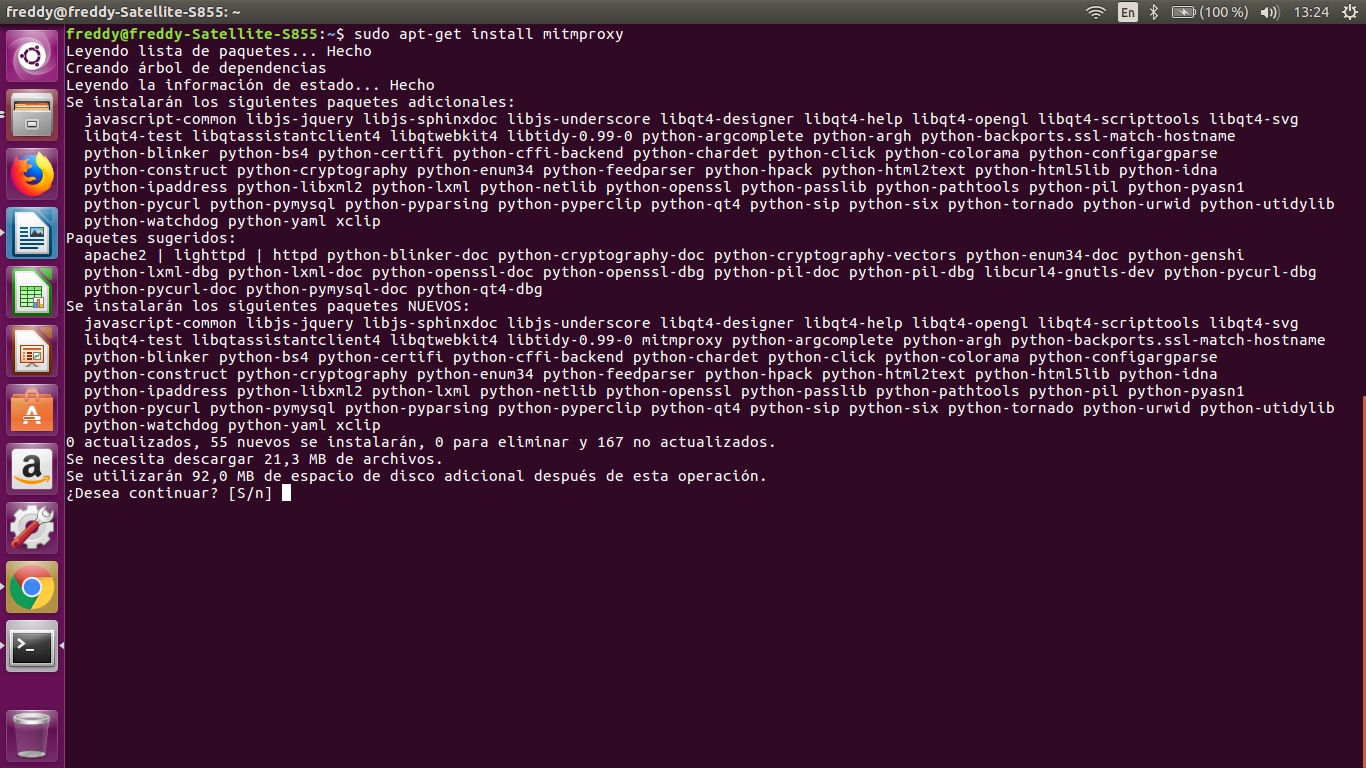 freddy@freddy-Satellite-S855: ~
En
(100 %)
13:24
freddy@freddy-Satellite-S855:~$ sudo apt-get install mitmproxy
Leyendo lista de paquetes... Hecho
Creando árbol de dependencias
Leyendo la información de estado... Hecho
Se instalarán los siguientes paquetes adicionales:
javascript-common libjs-jquery libjs-sphinxdoc libjs-underscore libqt4-designer libqt4-help libqt4-opengl libqt4-scripttools libqt4-svg
libqt4-test libqtassistantclient4 libqtwebkit4 libtidy-0.99-0 python-argcomplete python-argh python-backports.ssl-match-hostname
python-blinker python-bs4 python-certifi python-cffi-backend python-chardet python-click python-colorama python-configargparse
python-construct python-cryptography python-enum34 python-feedparser python-hpack python-html2text python-html5lib python-idna
python-ipaddress python-libxml2 python-lxml python-netlib python-openssl python-passlib python-pathtools python-pil python-pyasn1
python-pycurl python-pymysql python-pyparsing python-pyperclip python-qt4 python-sip python-six python-tornado python-urwid python-utidylib
python-watchdog python-yaml xclip
Paquetes sugeridos:
apache2 | lighttpd | httpd python-blinker-doc python-cryptography-doc python-cryptography-vectors python-enum34-doc python-genshi
python-lxml-dbg python-lxml-doc python-openssl-doc python-openssl-dbg python-pil-doc python-pil-dbg libcurl4-gnutls-dev python-pycurl-dbg
python-pycurl-doc python-pymysql-doc python-qt4-dbg
Se instalarán los siguientes paquetes NUEVOS:
javascript-common libjs-jquery libjs-sphinxdoc libjs-underscore libqt4-designer libqt4-help libqt4-opengl libqt4-scripttools libqt4-svg
libqt4-test libqtassistantclient4 libqtwebkit4 libtidy-0.99-0 mitmproxy python-argcomplete python-argh python-backports.ssl-match-hostname
python-blinker python-bs4 python-certifi python-cffi-backend python-chardet python-click python-colorama python-configargparse
python-construct python-cryptography python-enum34 python-feedparser python-hpack python-html2text python-html5lib python-idna
python-ipaddress python-libxml2 python-lxml python-netlib python-openssl python-passlib python-pathtools python-pil python-pyasn1
python-pycurl python-pymysql python-pyparsing python-pyperclip python-qt4 python-sip python-six python-tornado python-urwid python-utidylib
python-watchdog python-yaml xclip
0 actualizados, 55 nuevos se instalarán, 0 para eliminar y 167 no actualizados.
Se necesita descargar 21,3 MB de archivos.
Se utilizarán 92,0 MB de espacio de disco adicional después de esta operación.
¿Desea continuar? [S/n]